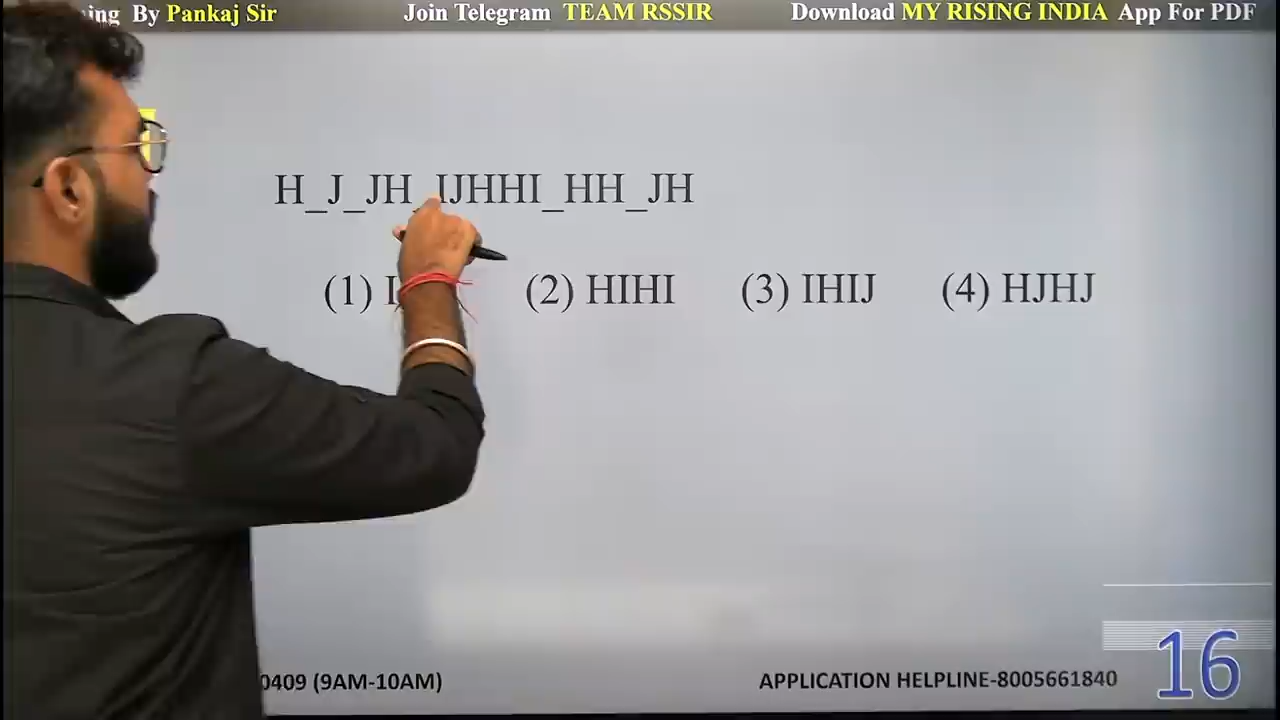 By Pankaj Sir Join Telegram TEAM RSSIR Download MY RISING INDIA App For PDF
H_J_JH_IJHHI_HH_JH
(1) I (2) HIHI (3) IHIJ (4) HJHJ
16
0409 (9AM-10AM) APPLICATION HELPLINE-8005661840